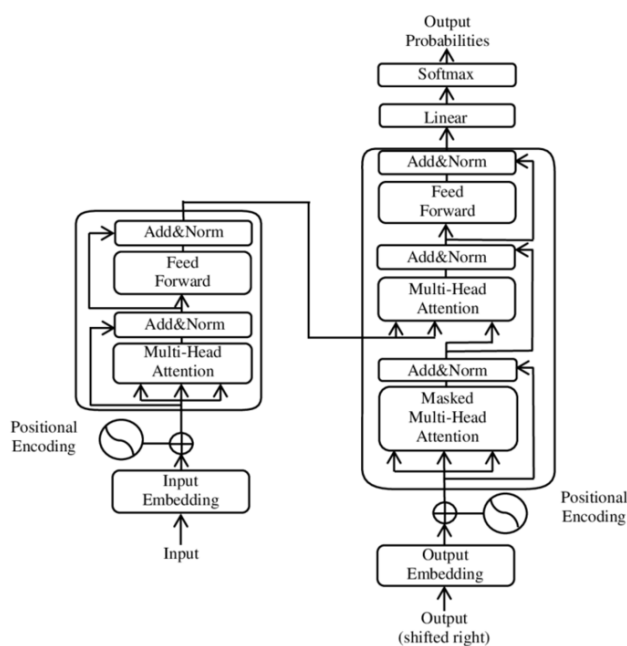 Output
Probabilities
Softmax
Linear
Add&Norm
Feed
Forward
Add&Norm
Multi-Head
Attention
Add&Norm
Masked
Multi-Head
Attention
Positional
Encoding
Output
Embedding
Output
(shifted right)
Add&Norm
Feed
Forward
Add&Norm
Multi-Head
Attention
Positional
Encoding
Input
Embedding
Input